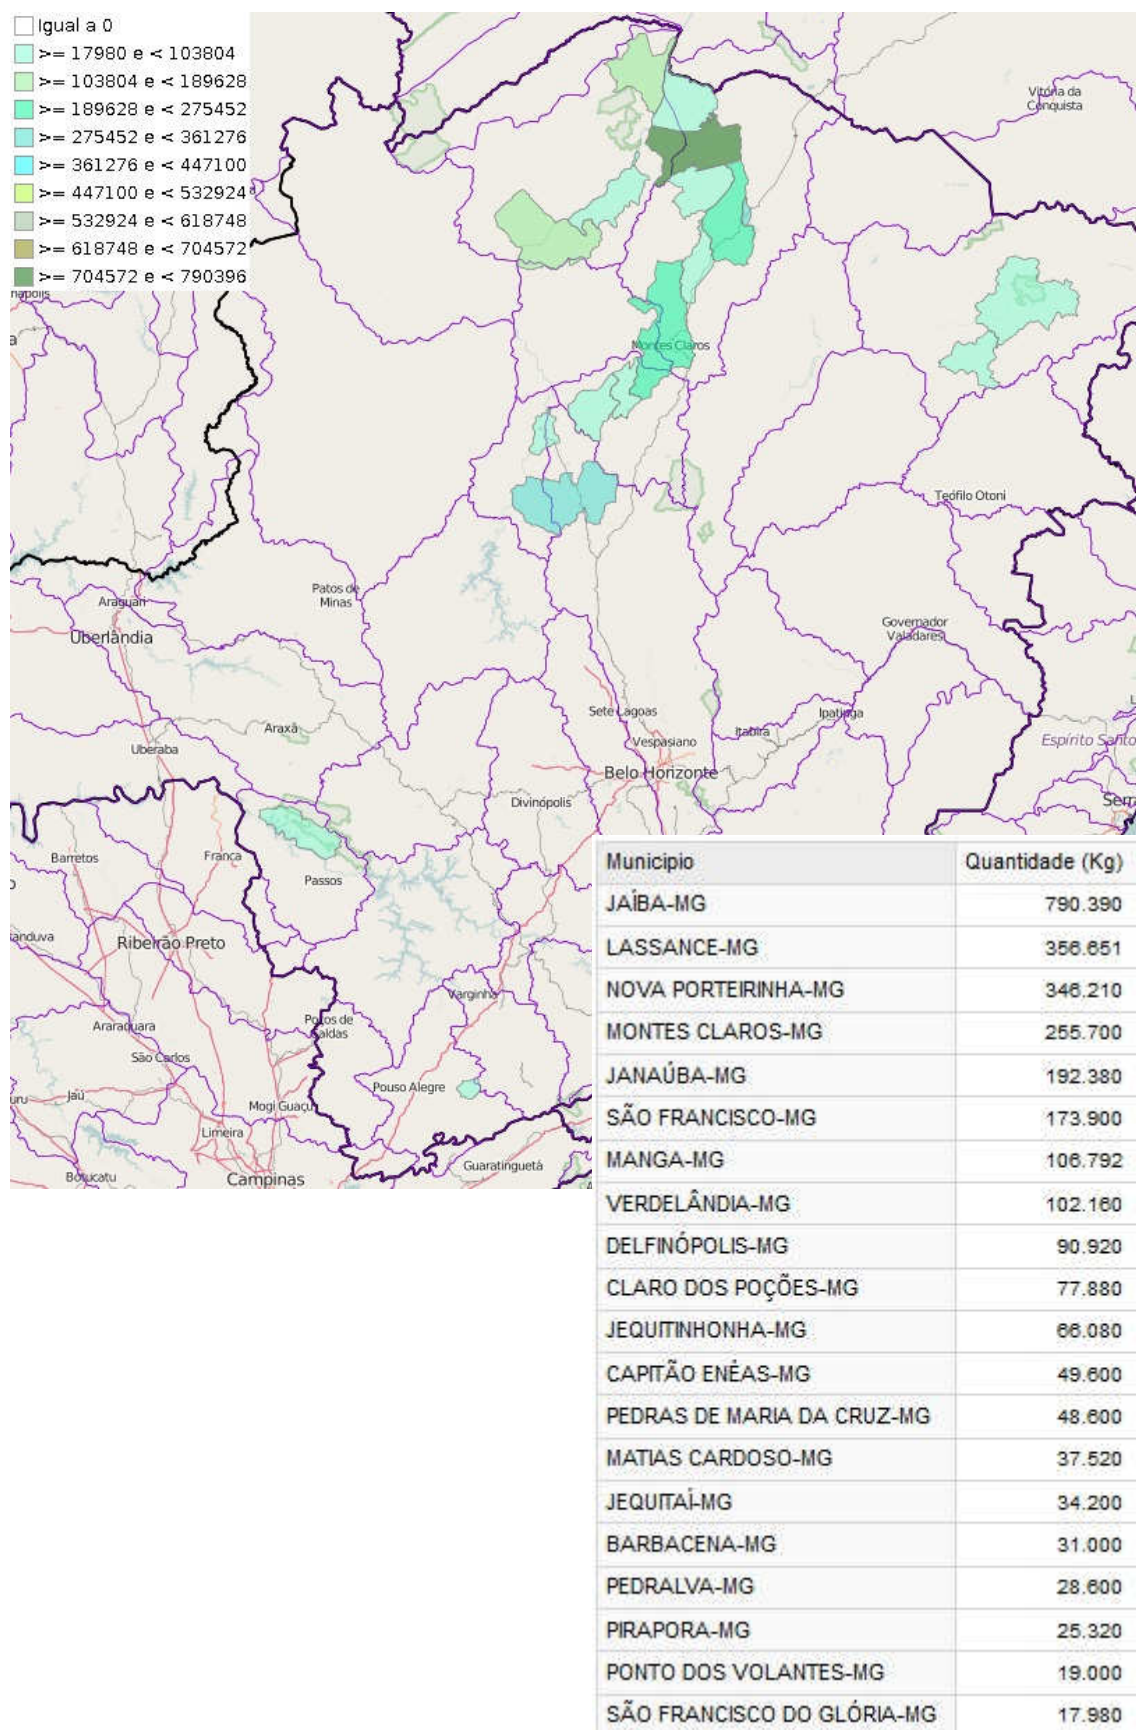 Igual a 0
>= 17980 e < 103804
>= 103804 e < 189628
>= 189628 e < 275452
>= 275452 e < 361276
>= 361276 e < 447100
>= 447100 e < 532924
>= 532924 e < 618748
>= 618748 e < 704572
>= 704572 e < 790396
Vitória da
Conquista
nápolis
a
Montes Claros
Teófilo Otoni
Patos de
Minas
Araguari
Uberlândia
Governador
Valadares
Sete Lagoas
Ipatinga
Araxá
Itabira
Vespasiano
Espírito Santo
Uberaba
Belo Horizonte
Divinópolis
Serr
Barretos
Franca
Passos
o
anduva
Ribeirão Preto
Varginha
Araraquara
Poços de
Caldas
São Carlos
Pouso Alegre
uru
Jaú
Mogi Guaçu
Limeira
Guaratinguetá
Botucatu
Campinas
Municipio Quantidade (Kg)
JAÍBA-MG 790.390
LASSANCE-MG 356.651
NOVA PORTEIRINHA-MG 346.210
MONTES CLAROS-MG 255.700
JANAÚBA-MG 192.380
SÃO FRANCISCO-MG 173.900
MANGA-MG 106.792
VERDELÂNDIA-MG 102.160
DELFINÓPOLIS-MG 90.920
CLARO DOS POÇÕES-MG 77.880
JEQUITINHONHA-MG 66.080
CAPITÃO ENÉAS-MG 49.600
PEDRAS DE MARIA DA CRUZ-MG 48.600
MATIAS CARDOSO-MG 37.520
JEQUITAÍ-MG 34.200
BARBACENA-MG 31.000
PEDRALVA-MG 28.600
PIRAPORA-MG 25.320
PONTO DOS VOLANTES-MG 19.000
SÃO FRANCISCO DO GLÓRIA-MG 17.980